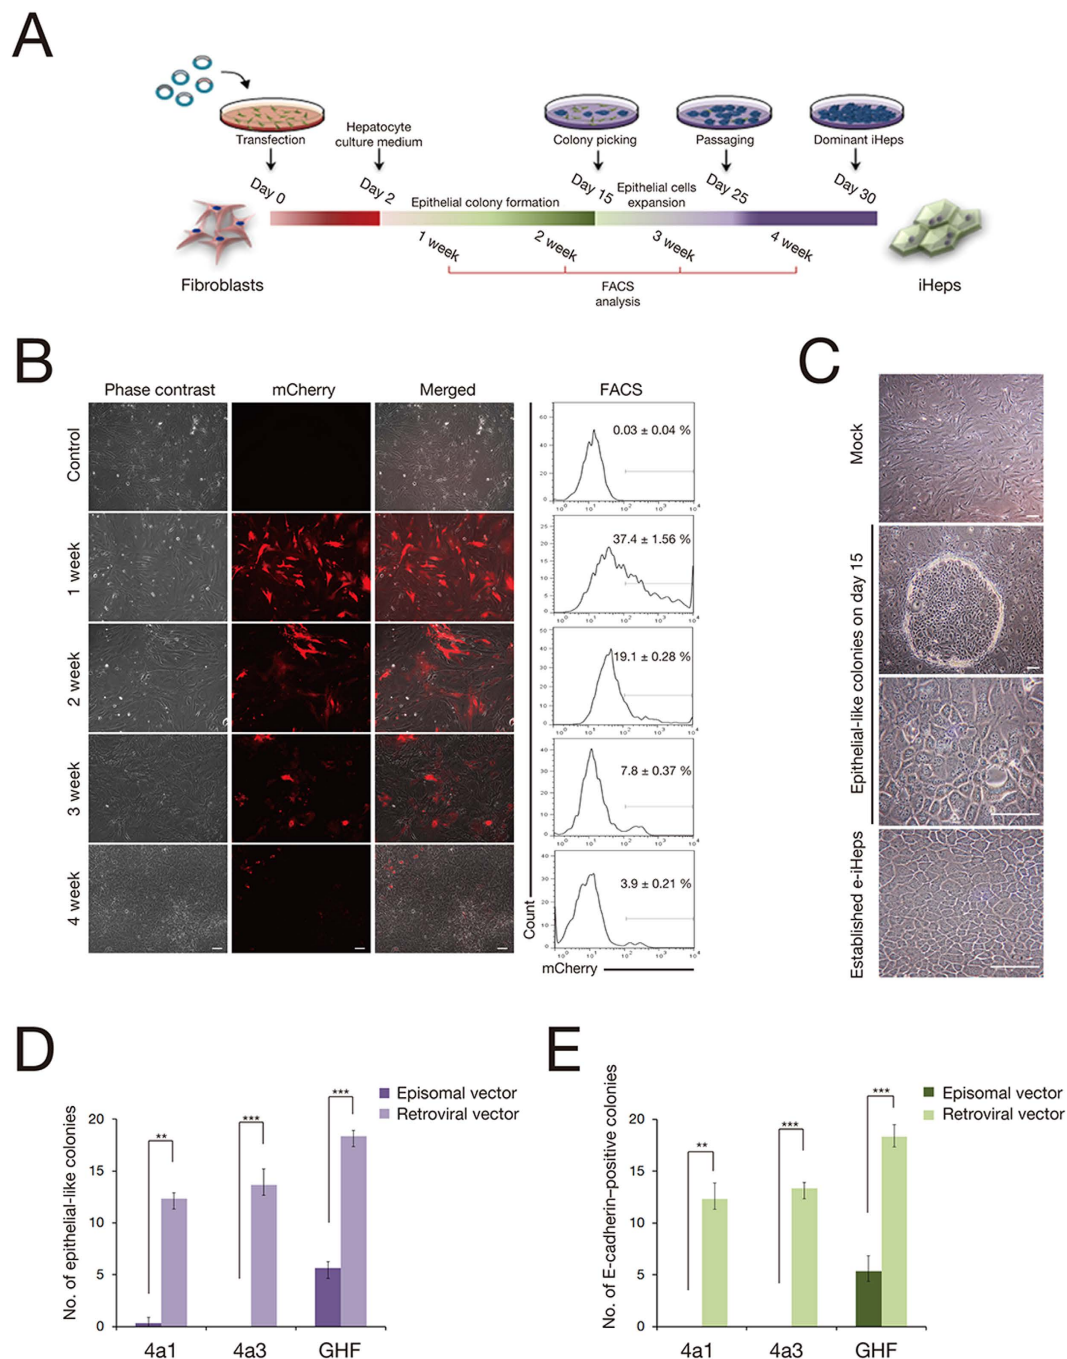 A
Transfection
Hepatocyte
culture medium
Colony picking
Passaging
Dominant iHeps
Day 0
Day 2
Day 15
Day 25
Day 30
Epithelial colony formation
Epithelial cells
expansion
1 week
2 week
3 week
4 week
FACS
analysis
Fibroblasts
iHeps
B
Phase contrast
mCherry
Merged
FACS
Control
1 week
2 week
3 week
4 week
0.03 ± 0.04 %
37.4 ± 1.56 %
19.1 ± 0.28 %
7.8 ± 0.37 %
3.9 ± 0.21 %
Count
mCherry
C
Mock
Epithelial-like colonies on day 15
Established e-iHeps
D
No. of epithelial-like colonies
Episomal vector
Retroviral vector
20
15
10
5
0
**
***
***
4a1
4a3
GHF
E
No. of E-cadherin–positive colonies
Episomal vector
Retroviral vector
20
15
10
5
0
**
***
***
4a1
4a3
GHF